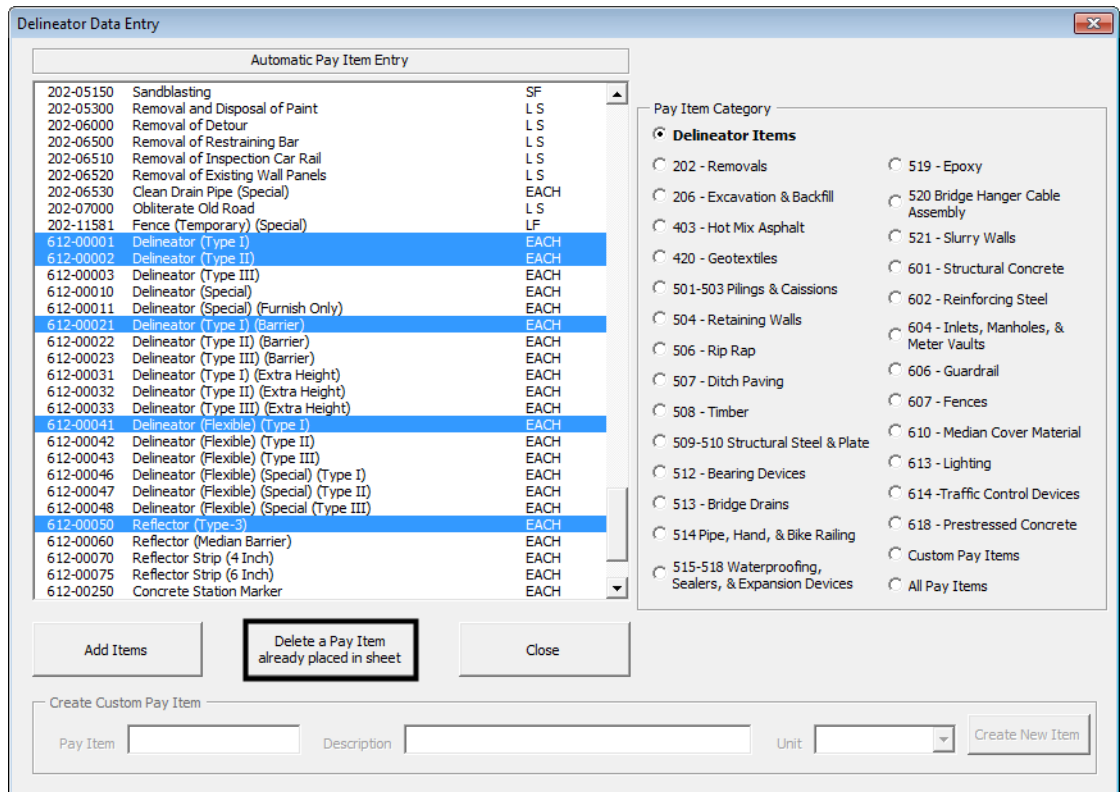 Delineator Data Entry
Automatic Pay Item Entry
202-05150 Sandblasting SF
202-05300 Removal and Disposal of Paint L S
202-06000 Removal of Detour L S
202-06500 Removal of Restraining Bar L S
202-06510 Removal of Inspection Car Rail L S
202-06520 Removal of Existing Wall Panels L S
202-06530 Clean Drain Pipe (Special) EACH
202-07000 Obliterate Old Road L S
202-11581 Fence (Temporary) (Special) LF
612-00001 Delineator (Type I) EACH
612-00002 Delineator (Type II) EACH
612-00003 Delineator (Type III) EACH
612-00010 Delineator (Special) EACH
612-00011 Delineator (Special) (Furnish Only) EACH
612-00021 Delineator (Type I) (Barrier) EACH
612-00022 Delineator (Type II) (Barrier) EACH
612-00023 Delineator (Type III) (Barrier) EACH
612-00031 Delineator (Type I) (Extra Height) EACH
612-00032 Delineator (Type II) (Extra Height) EACH
612-00033 Delineator (Type III) (Extra Height) EACH
612-00041 Delineator (Flexible) (Type I) EACH
612-00042 Delineator (Flexible) (Type II) EACH
612-00043 Delineator (Flexible) (Type III) EACH
612-00046 Delineator (Flexible) (Special) (Type I) EACH
612-00047 Delineator (Flexible) (Special) (Type II) EACH
612-00048 Delineator (Flexible) (Special (Type III) EACH
612-00050 Reflector (Type-3) EACH
612-00060 Reflector (Median Barrier) EACH
612-00070 Reflector Strip (4 Inch) EACH
612-00075 Reflector Strip (6 Inch) EACH
612-00250 Concrete Station Marker EACH
Pay Item Category
Delineator Items
202 - Removals
206 - Excavation & Backfill
403 - Hot Mix Asphalt
420 - Geotextiles
501-503 Pilings & Caissions
504 - Retaining Walls
506 - Rip Rap
507 - Ditch Paving
508 - Timber
509-510 Structural Steel & Plate
512 - Bearing Devices
513 - Bridge Drains
514 Pipe, Hand, & Bike Railing
515-518 Waterproofing,
Sealers, & Expansion Devices
519 - Epoxy
520 Bridge Hanger Cable
Assembly
521 - Slurry Walls
601 - Structural Concrete
602 - Reinforcing Steel
604 - Inlets, Manholes, &
Meter Vaults
606 - Guardrail
607 - Fences
610 - Median Cover Material
613 - Lighting
614 -Traffic Control Devices
618 - Prestressed Concrete
Custom Pay Items
All Pay Items
Add Items
Delete a Pay Item
already placed in sheet
Close
Create Custom Pay Item
Pay Item
Description
Unit
Create New Item